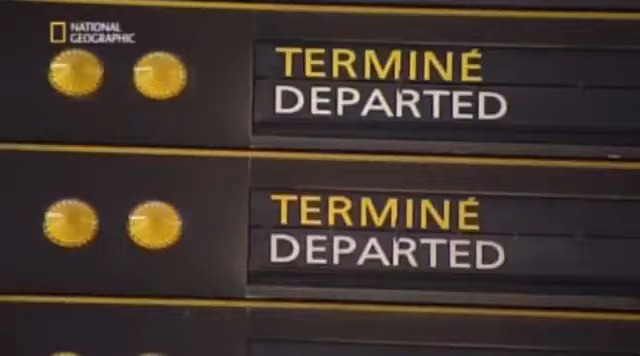 NATIONAL
GEOGRAPHIC
TERMINÉ
DEPARTED
TERMINÉ
DEPARTED